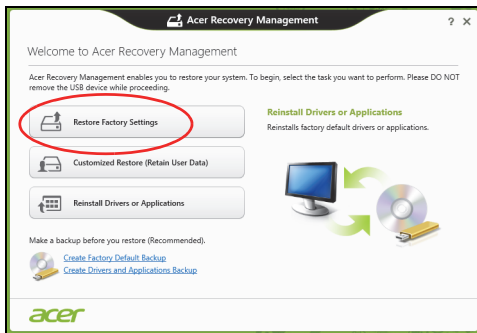 Acer Recovery Management
? ×
Welcome to Acer Recovery Management
Acer Recovery Management enables you to restore your system. To begin, select the task you want to perform. Please DO NOT
remove the USB device while proceeding.
Restore Factory Settings
Customized Restore (Retain User Data)
Reinstall Drivers or Applications
Reinstall Drivers or Applications
Reinstalls factory default drivers or applications.
Make a backup before you restore (Recommended).
Create Factory Default Backup
Create Drivers and Applications Backup
acer